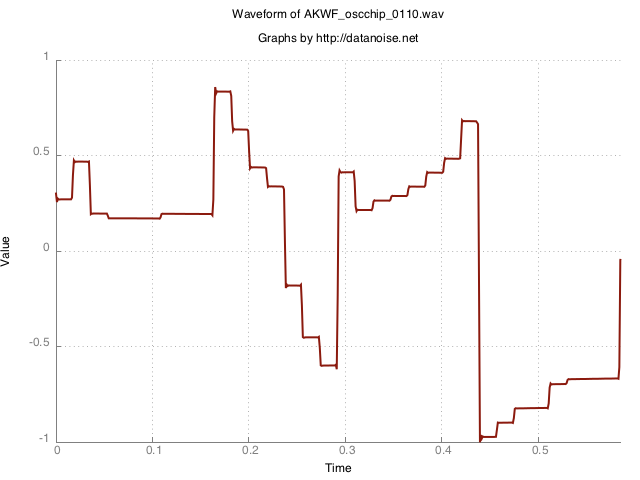 Waveform of AKWF_oscchip_0110.wav
Graphs by http://datanoise.net
1
0.5
0
-0.5
-1
Value
0 0.1 0.2 0.3 0.4 0.5
Time